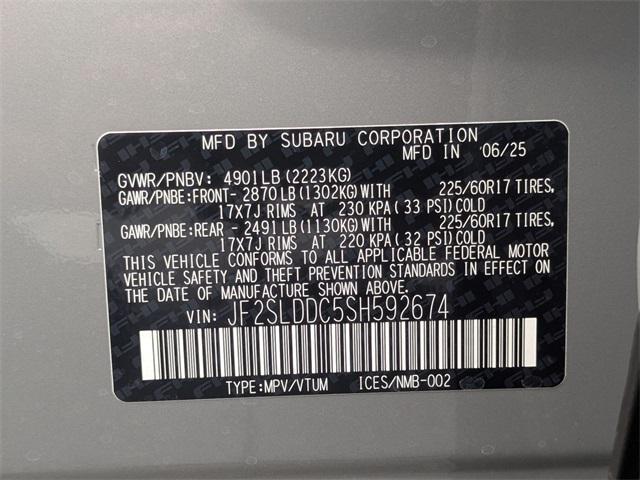 MFD BY SUBARU CORPORATION
MFD IN '06/25
GVWR/PNBV: 4901LB(2223KG)
GAWR/PNBE:FRONT- 2870LB(1302KG)WITH 225/60R17 TIRES,
17X7J RIMS AT 230 KPA(33 PSI)COLD
GAWR/PNBE:REAR - 2491LB(1130KG)WITH 225/60R17 TIRES,
17X7J RIMS AT 220 KPA(32 PSI)COLD
THIS VEHICLE CONFORMS TO ALL APPLICABLE FEDERAL MOTOR
VEHICLE SAFETY AND THEFT PREVENTION STANDARDS IN EFFECT
ON THE DATE OF MANUFACTURE SHOWN ABOVE.
VIN: JF2SLDDC5SH592674
TYPE:MPV/VTUM ICES/NMB-002